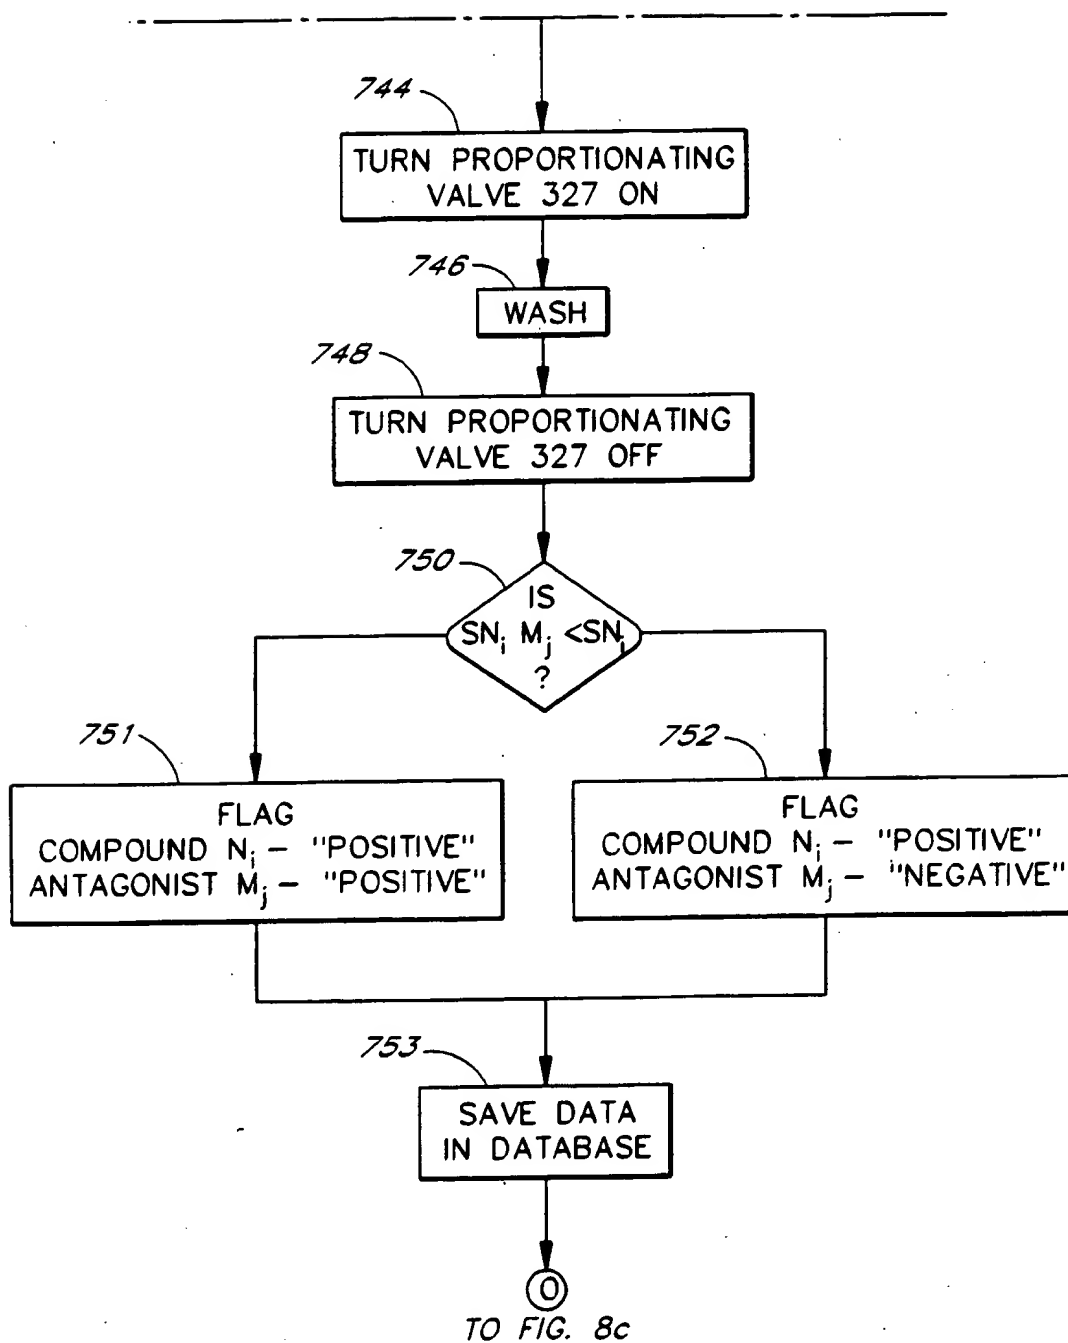 744
TURN PROPORTIONATING
VALVE 327 ON
746
WASH
748
TURN PROPORTIONATING
VALVE 327 OFF
750
IS
SNi Mj <SNi
?
751
FLAG
COMPOUND Ni – "POSITIVE"
ANTAGONIST Mj – "POSITIVE"
752
FLAG
COMPOUND Ni – "POSITIVE"
ANTAGONIST Mj – "NEGATIVE"
753
SAVE DATA
IN DATABASE
O
TO FIG. 8c